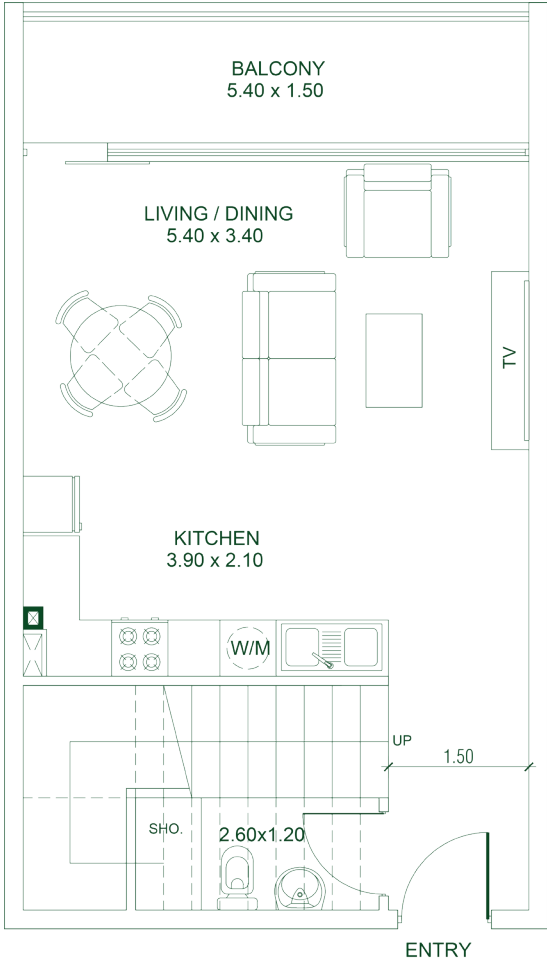 BALCONY
5.40 x 1.50
LIVING / DINING
5.40 x 3.40
TV
KITCHEN
3.90 x 2.10
W/M
UP
1.50
SHO.
2.60x1.20
ENTRY